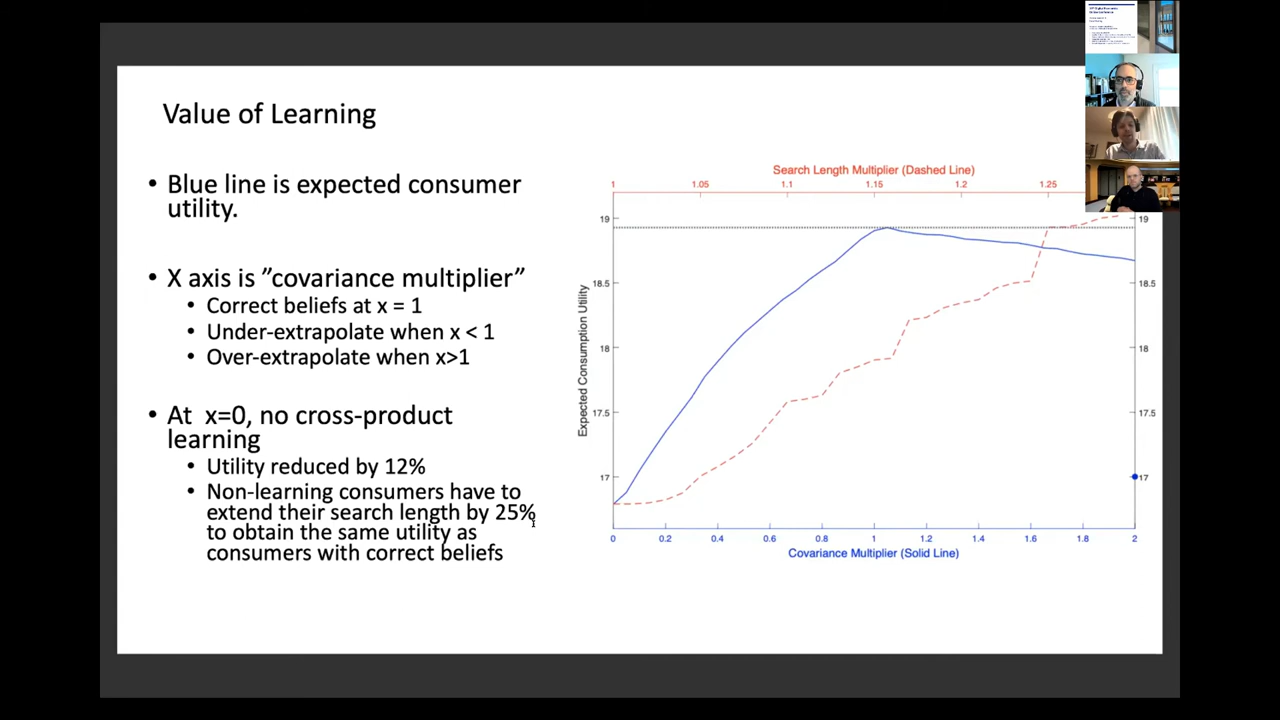 Value of Learning
• Blue line is expected consumer
utility.
• X axis is ”covariance multiplier”
• Correct beliefs at x = 1
• Under-extrapolate when x < 1
• Over-extrapolate when x>1
• At x=0, no cross-product
learning
• Utility reduced by 12%
• Non-learning consumers have to
extend their search length by 25%
to obtain the same utility as
consumers with correct beliefs
Search Length Multiplier (Dashed Line)
1 1.05 1.1 1.15 1.2 1.25
19 19
18.5 18.5
18 18
17.5 17.5
17 17
Expected Consumption Utility
0 0.2 0.4 0.6 0.8 1 1.2 1.4 1.6 1.8 2
Covariance Multiplier (Solid Line)